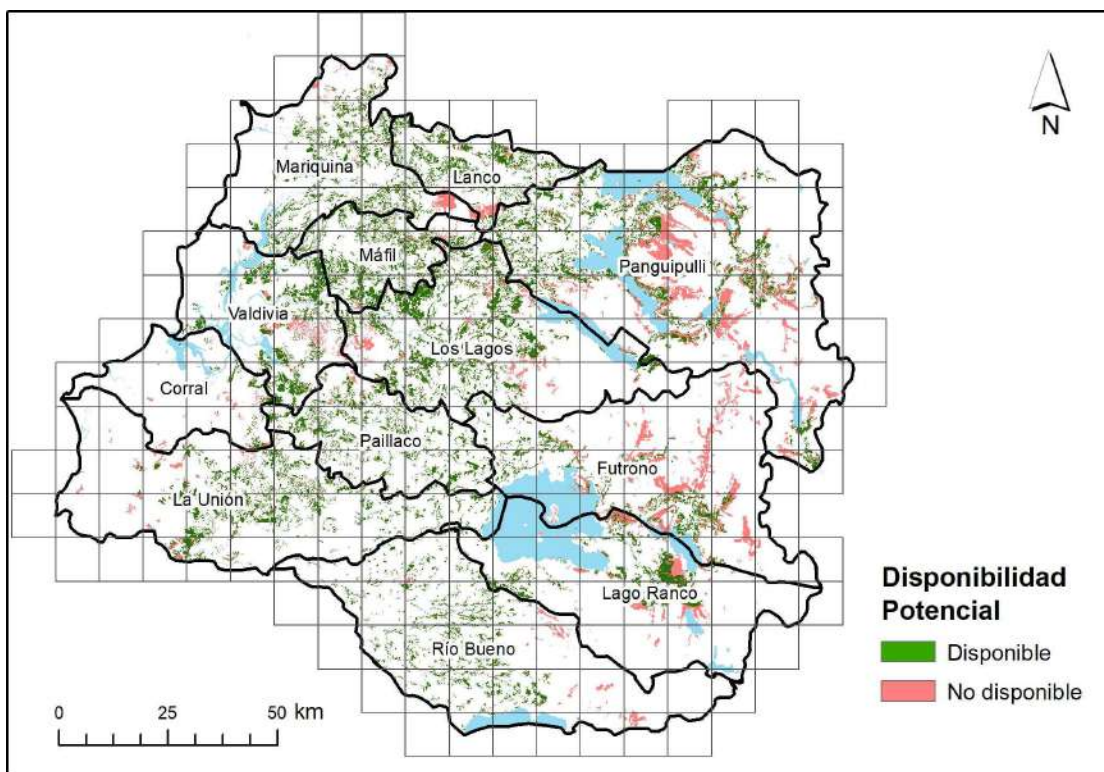 N
Mariquina
Lanco
Máfil
Panguipulli
Valdivia
Los Lagos
Corral
Paillaco
Futrono
La Unión
Lago Ranco
Río Bueno
Disponibilidad
Potencial
Disponible
No disponible
0 25 50 km